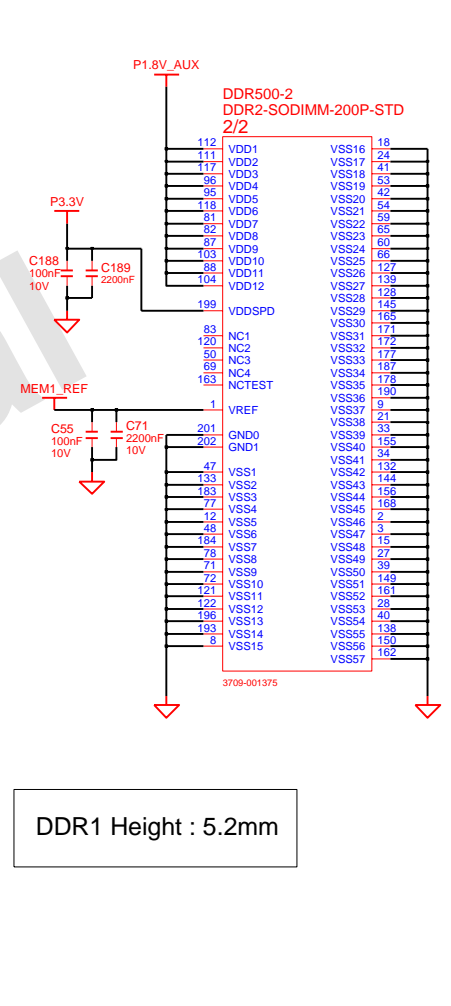 P1.8V_AUX
DDR500-2
DDR2-SODIMM-200P-STD
2/2
112 VDD1 VSS16 18
111 VDD2 VSS17 24
117 VDD3 VSS18 41
96 VDD4 VSS19 53
95 VDD5 VSS20 42
118 VDD6 VSS21 54
81 VDD7 VSS22 59
82 VDD8 VSS23 65
87 VDD9 VSS24 60
103 VDD10 VSS25 66
88 VDD11 VSS26 127
104 VDD12 VSS27 139
VSS28 128
199 VDDSPD VSS29 145
VSS30 165
83 NC1 VSS31 171
120 NC2 VSS32 172
50 NC3 VSS33 177
69 NC4 VSS34 187
163 NCTEST VSS35 178
VSS36 190
1 VREF VSS37 9
VSS38 21
201 GND0 VSS39 33
202 GND1 VSS40 155
VSS41 34
47 VSS1 VSS42 132
133 VSS2 VSS43 144
183 VSS3 VSS44 156
77 VSS4 VSS45 168
12 VSS5 VSS46 2
48 VSS6 VSS47 3
184 VSS7 VSS48 15
78 VSS8 VSS49 27
71 VSS9 VSS50 39
72 VSS10 VSS51 149
121 VSS11 VSS52 161
122 VSS12 VSS53 28
196 VSS13 VSS54 40
193 VSS14 VSS55 138
8 VSS15 VSS56 150
VSS57 162
3709-001375
P3.3V
C188
100nF
10V
C189
2200nF
MEM1_REF
C55
100nF
10V
C71
2200nF
10V
DDR1 Height : 5.2mm